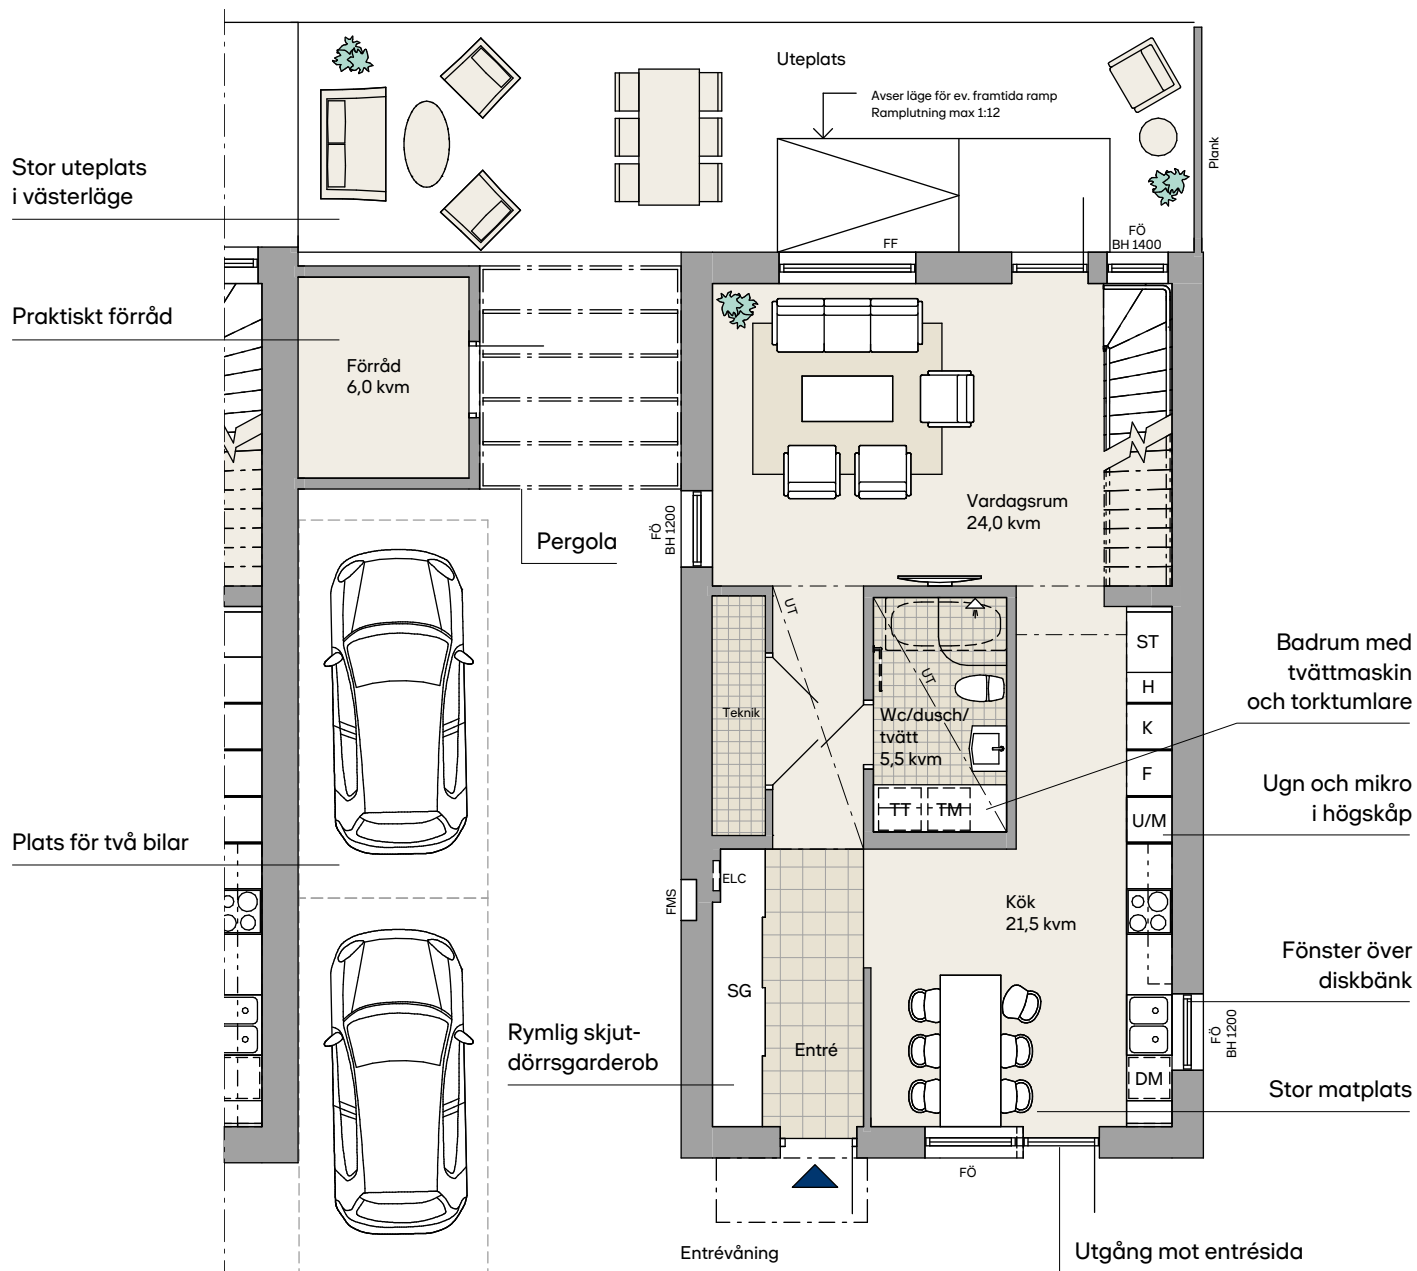 Uteplats
Avser läge för ev. framtida ramp
Ramplutning max 1:12
Plank
Stor uteplats
i västerläge
FF
FÖ
BH 1400
Praktiskt förråd
Förråd
6,0 kvm
Vardagsrum
24,0 kvm
FÖ
BH 1200
Pergola
UT
ST
Badrum med
tvättmaskin
och torktumlare
UT
H
Teknik
Wc/dusch/
tvätt
5,5 kvm
K
F
Ugn och mikro
i högskåp
TT
TM
U/M
Plats för två bilar
ELC
FMS
Kök
21,5 kvm
Fönster över
diskbänk
SG
Rymlig skjut-
dörrsgarderob
Entré
FÖ
BH 1200
DM
Stor matplats
FÖ
Entrévåning
Utgång mot entrésida